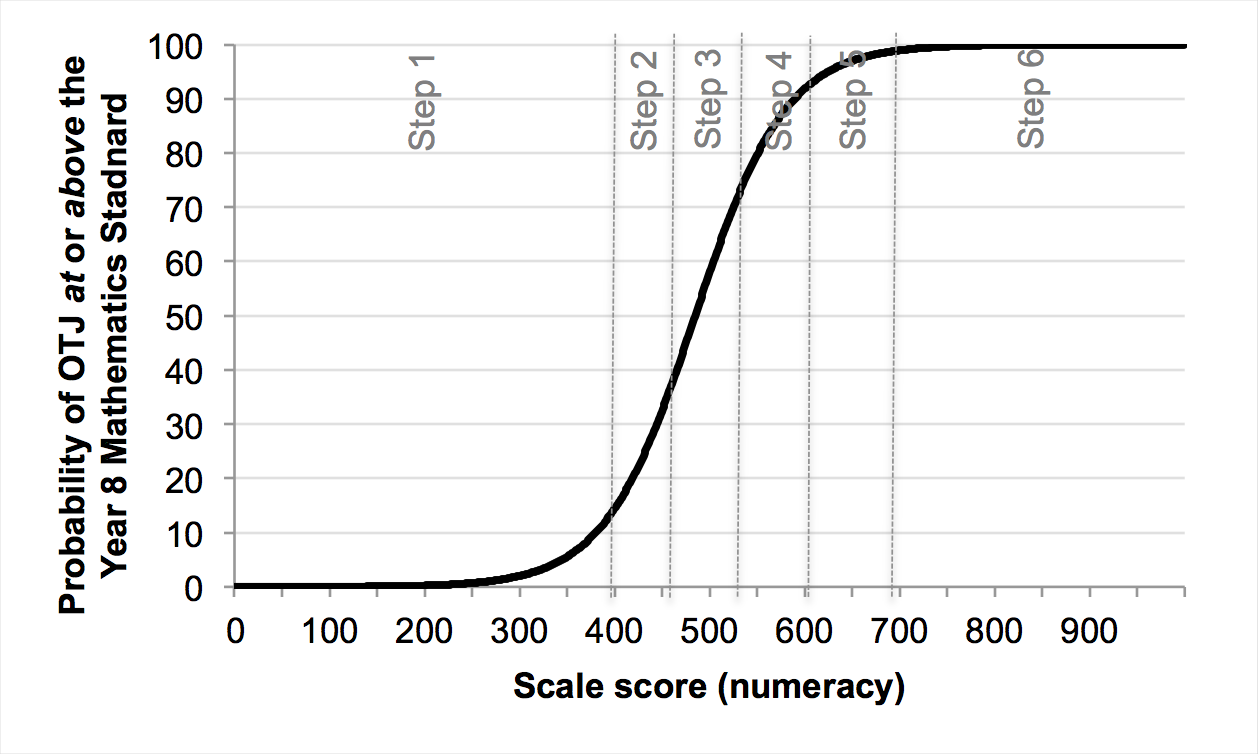 Probability of OTJ at or above the
Year 8 Mathematics Stadnard
100
90
80
70
60
50
40
30
20
10
0
Step 1
Step 2
Step 3
Step 4
Step 5
Step 6
0 100 200 300 400 500 600 700 800 900
Scale score (numeracy)